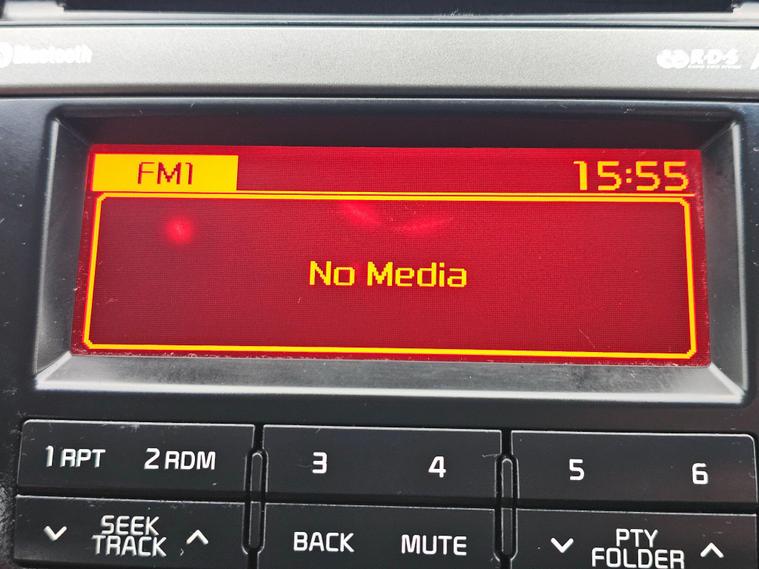 Bluetooth R·D·S
FM1 15:55
No Media
1 RPT 2 RDM 3 4 5 6
SEEK TRACK BACK MUTE PTY FOLDER